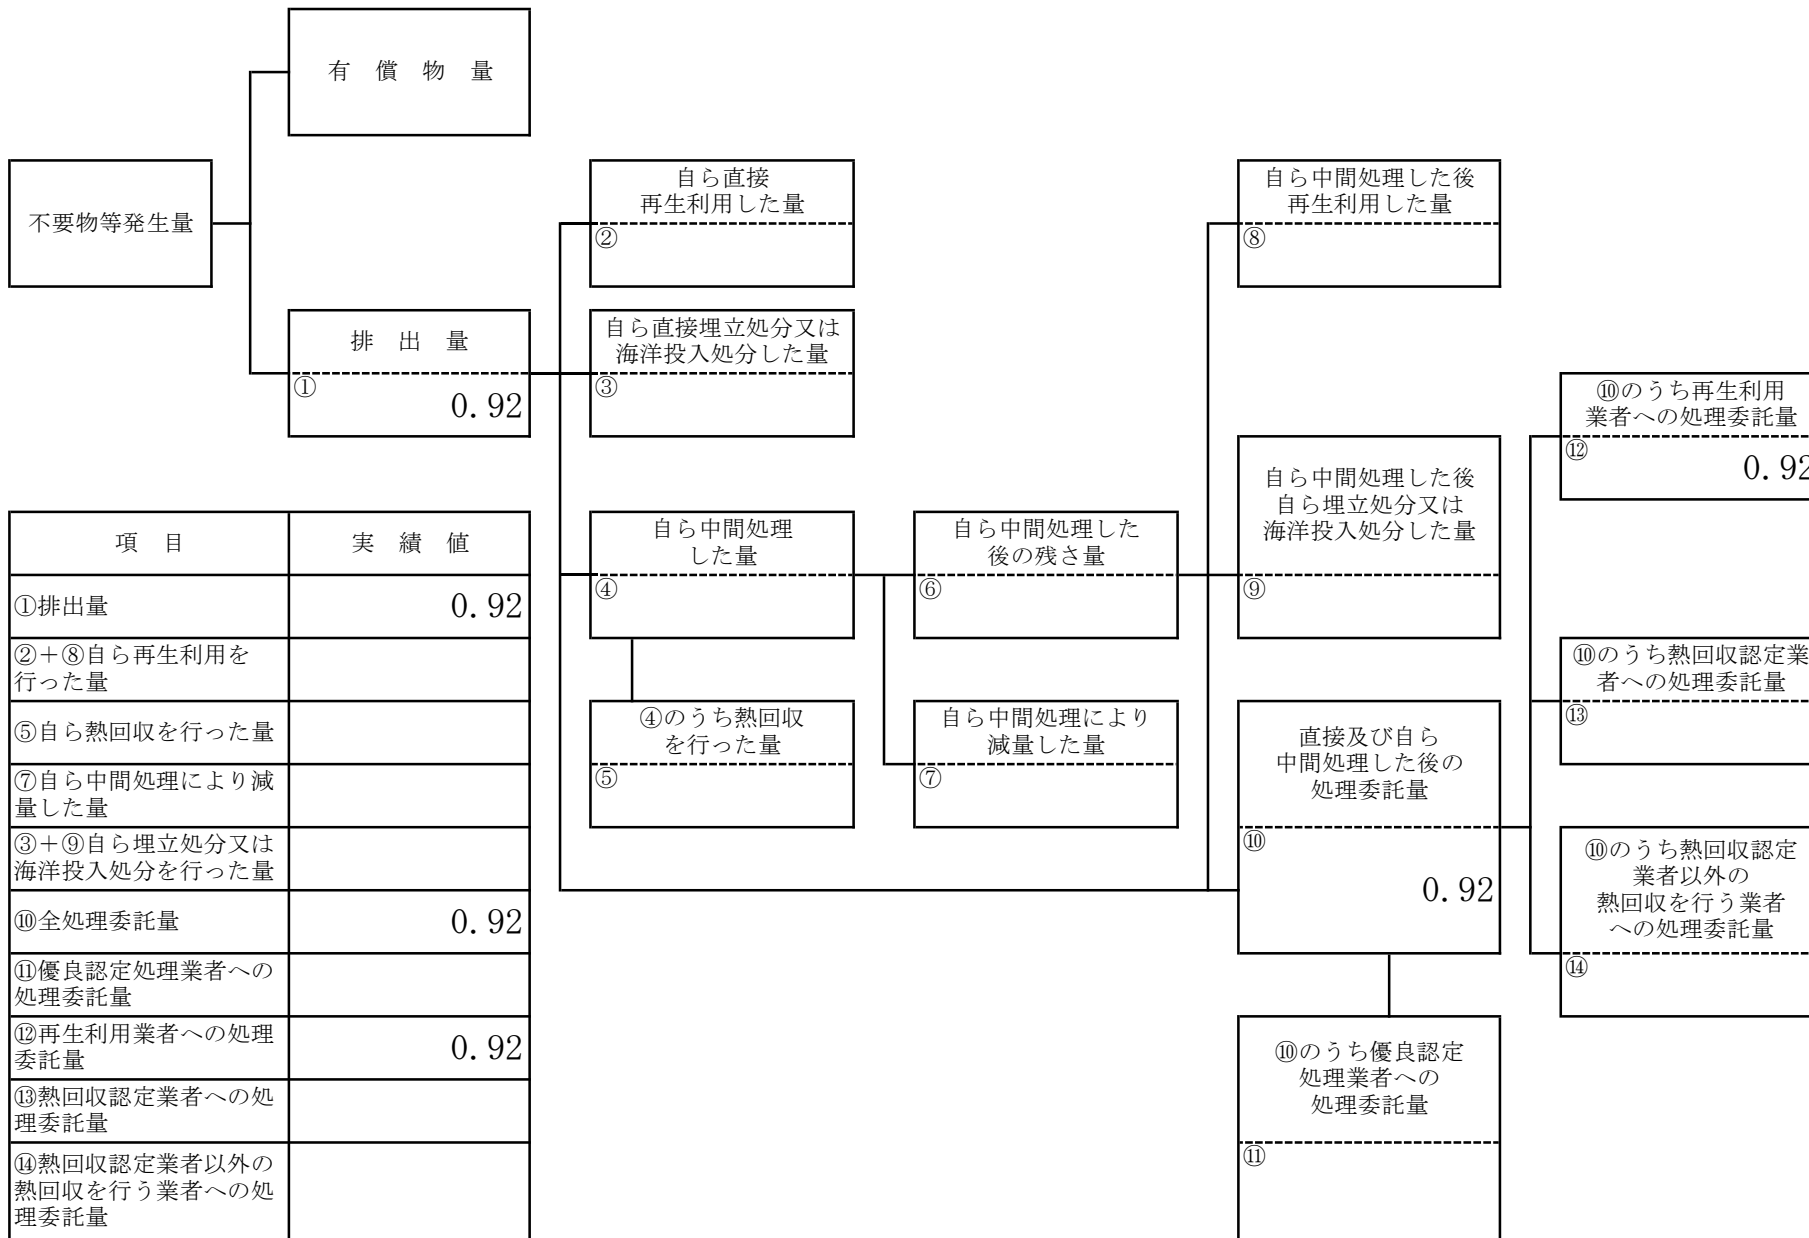 有 償 物 量
不要物等発生量
自ら直接
再生利用した量
②
自ら中間処理した後
再生利用した量
⑧
排 出 量
①
0.92
自ら直接埋立処分又は
海洋投入処分した量
③
⑩のうち再生利用
業者への処理委託量
⑫
0.92
自ら中間処理した後
自ら埋立処分又は
海洋投入処分した量
⑨
自ら中間処理
した量
④
自ら中間処理した
後の残さ量
⑥
④のうち熱回収
を行った量
⑤
自ら中間処理により
減量した量
⑦
⑩のうち熱回収認定業
者への処理委託量
⑬
直接及び自ら
中間処理した後の
処理委託量
⑩
0.92
⑩のうち熱回収認定
業者以外の
熱回収を行う業者
への処理委託量
⑭
⑩のうち優良認定
処理業者への
処理委託量
⑪
項 目 実 績 値
①排出量 0.92
②＋⑧自ら再生利用を
行った量
⑤自ら熱回収を行った量
⑦自ら中間処理により減
量した量
③＋⑨自ら埋立処分又は
海洋投入処分を行った量
⑩全処理委託量 0.92
⑪優良認定処理業者への
処理委託量
⑫再生利用業者への処理
委託量 0.92
⑬熱回収認定業者への処
理委託量
⑭熱回収認定業者以外の
熱回収を行う業者への処
理委託量